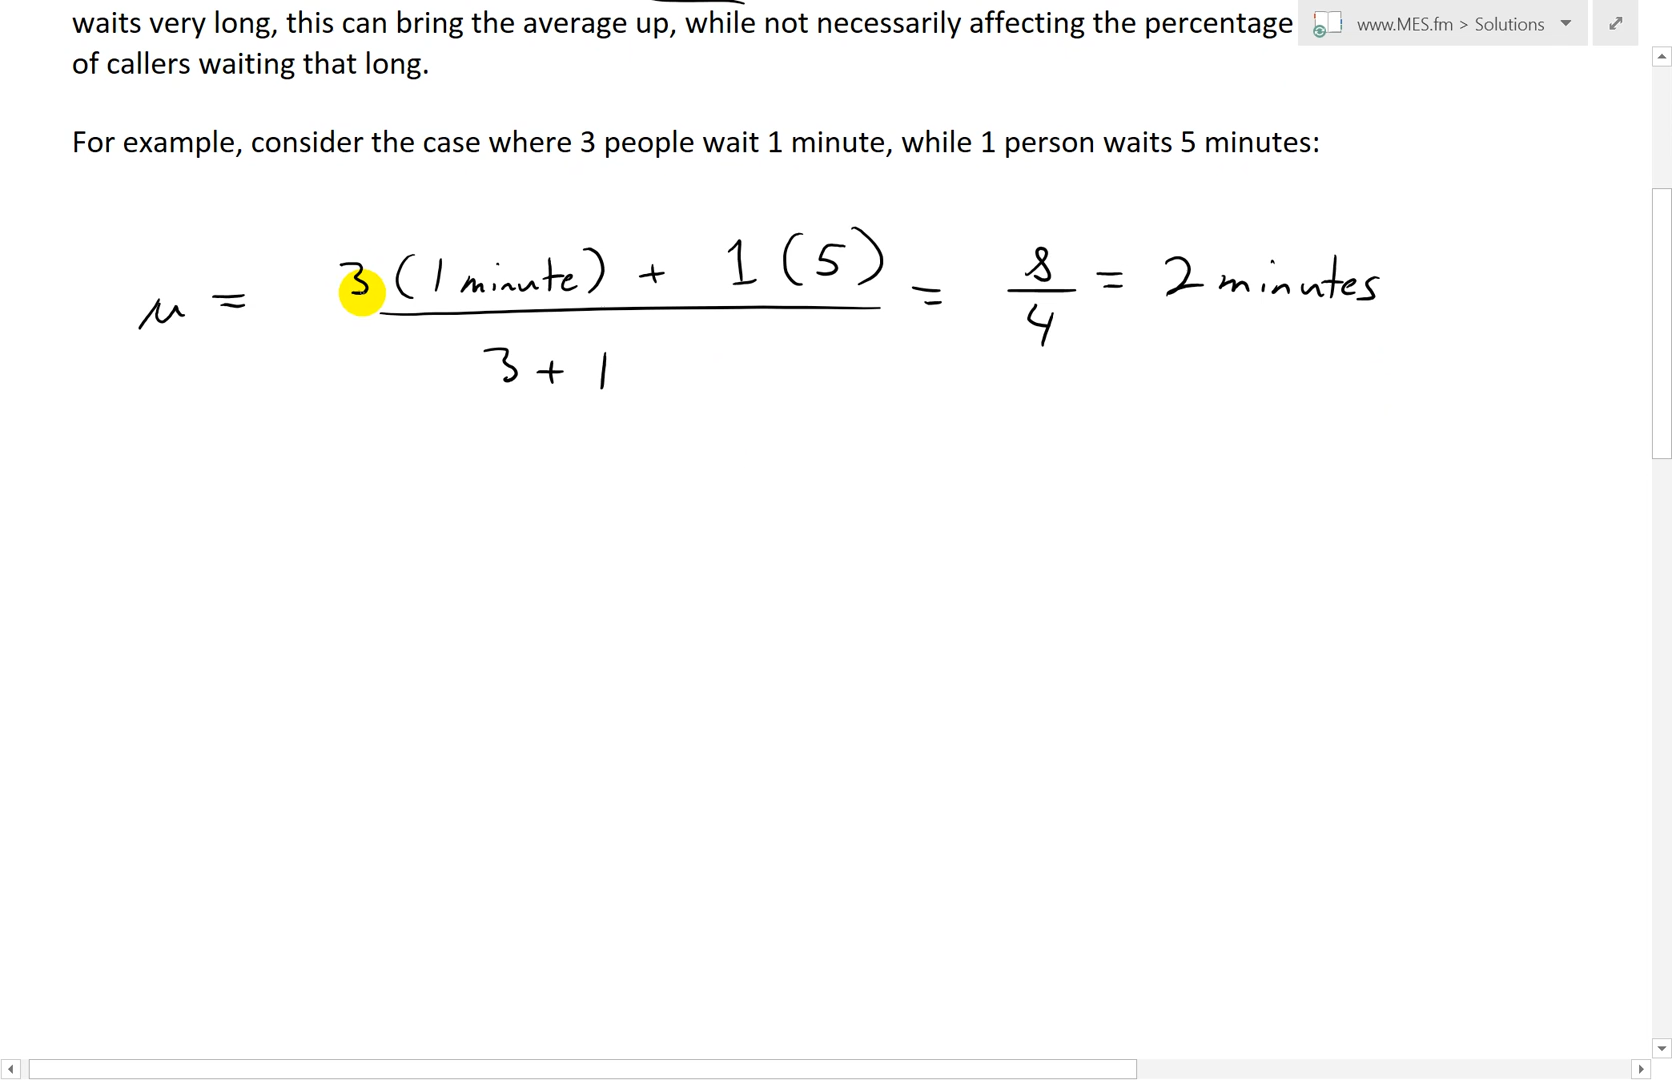 waits very long, this can bring the average up, while not necessarily affecting the percentage
www.MES.fm > Solutions
of callers waiting that long.
For example, consider the case where 3 people wait 1 minute, while 1 person waits 5 minutes:
μ = 3 (1 minute) + 1 (5) / 3 + 1 = 8 / 4 = 2 minutes